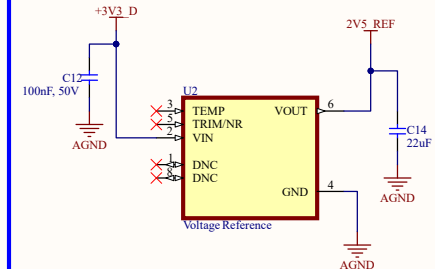 +3V3_D
2V5_REF
C12
100nF, 50V
AGND
U2
3 TEMP
5 TRIM/NR
2 VIN
1 DNC
8 DNC
VOUT 6
GND 4
Voltage Reference
C14
22uF
AGND
AGND